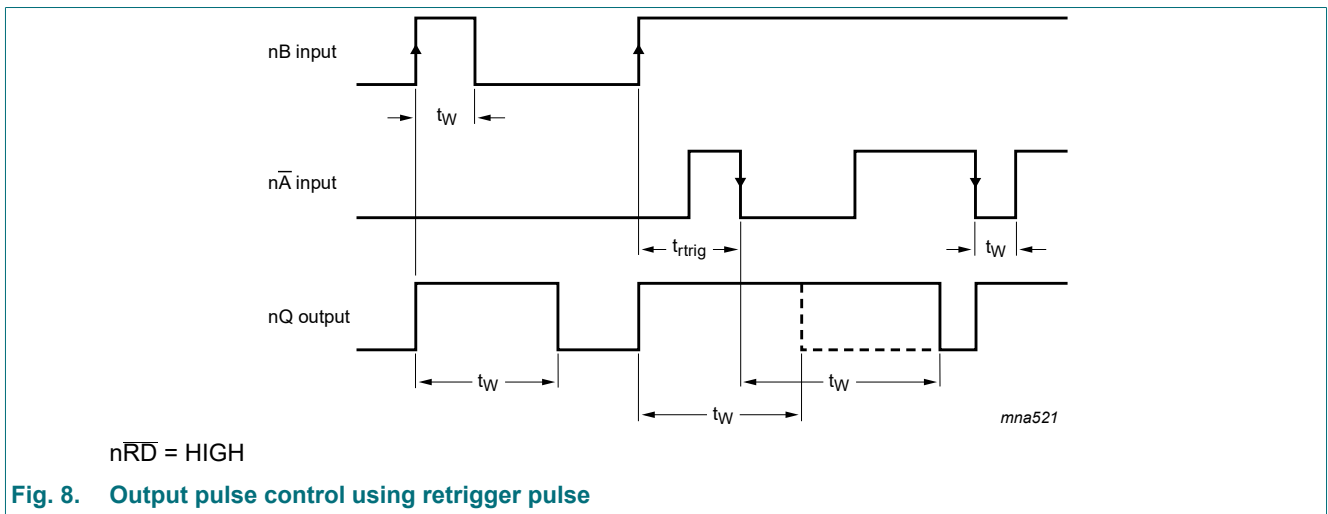 nB input
tW
nA̅ input
trtrig
tW
nQ output
tW
tW
tW
mna521
nR̅D̅ = HIGH
Fig. 8. Output pulse control using retrigger pulse